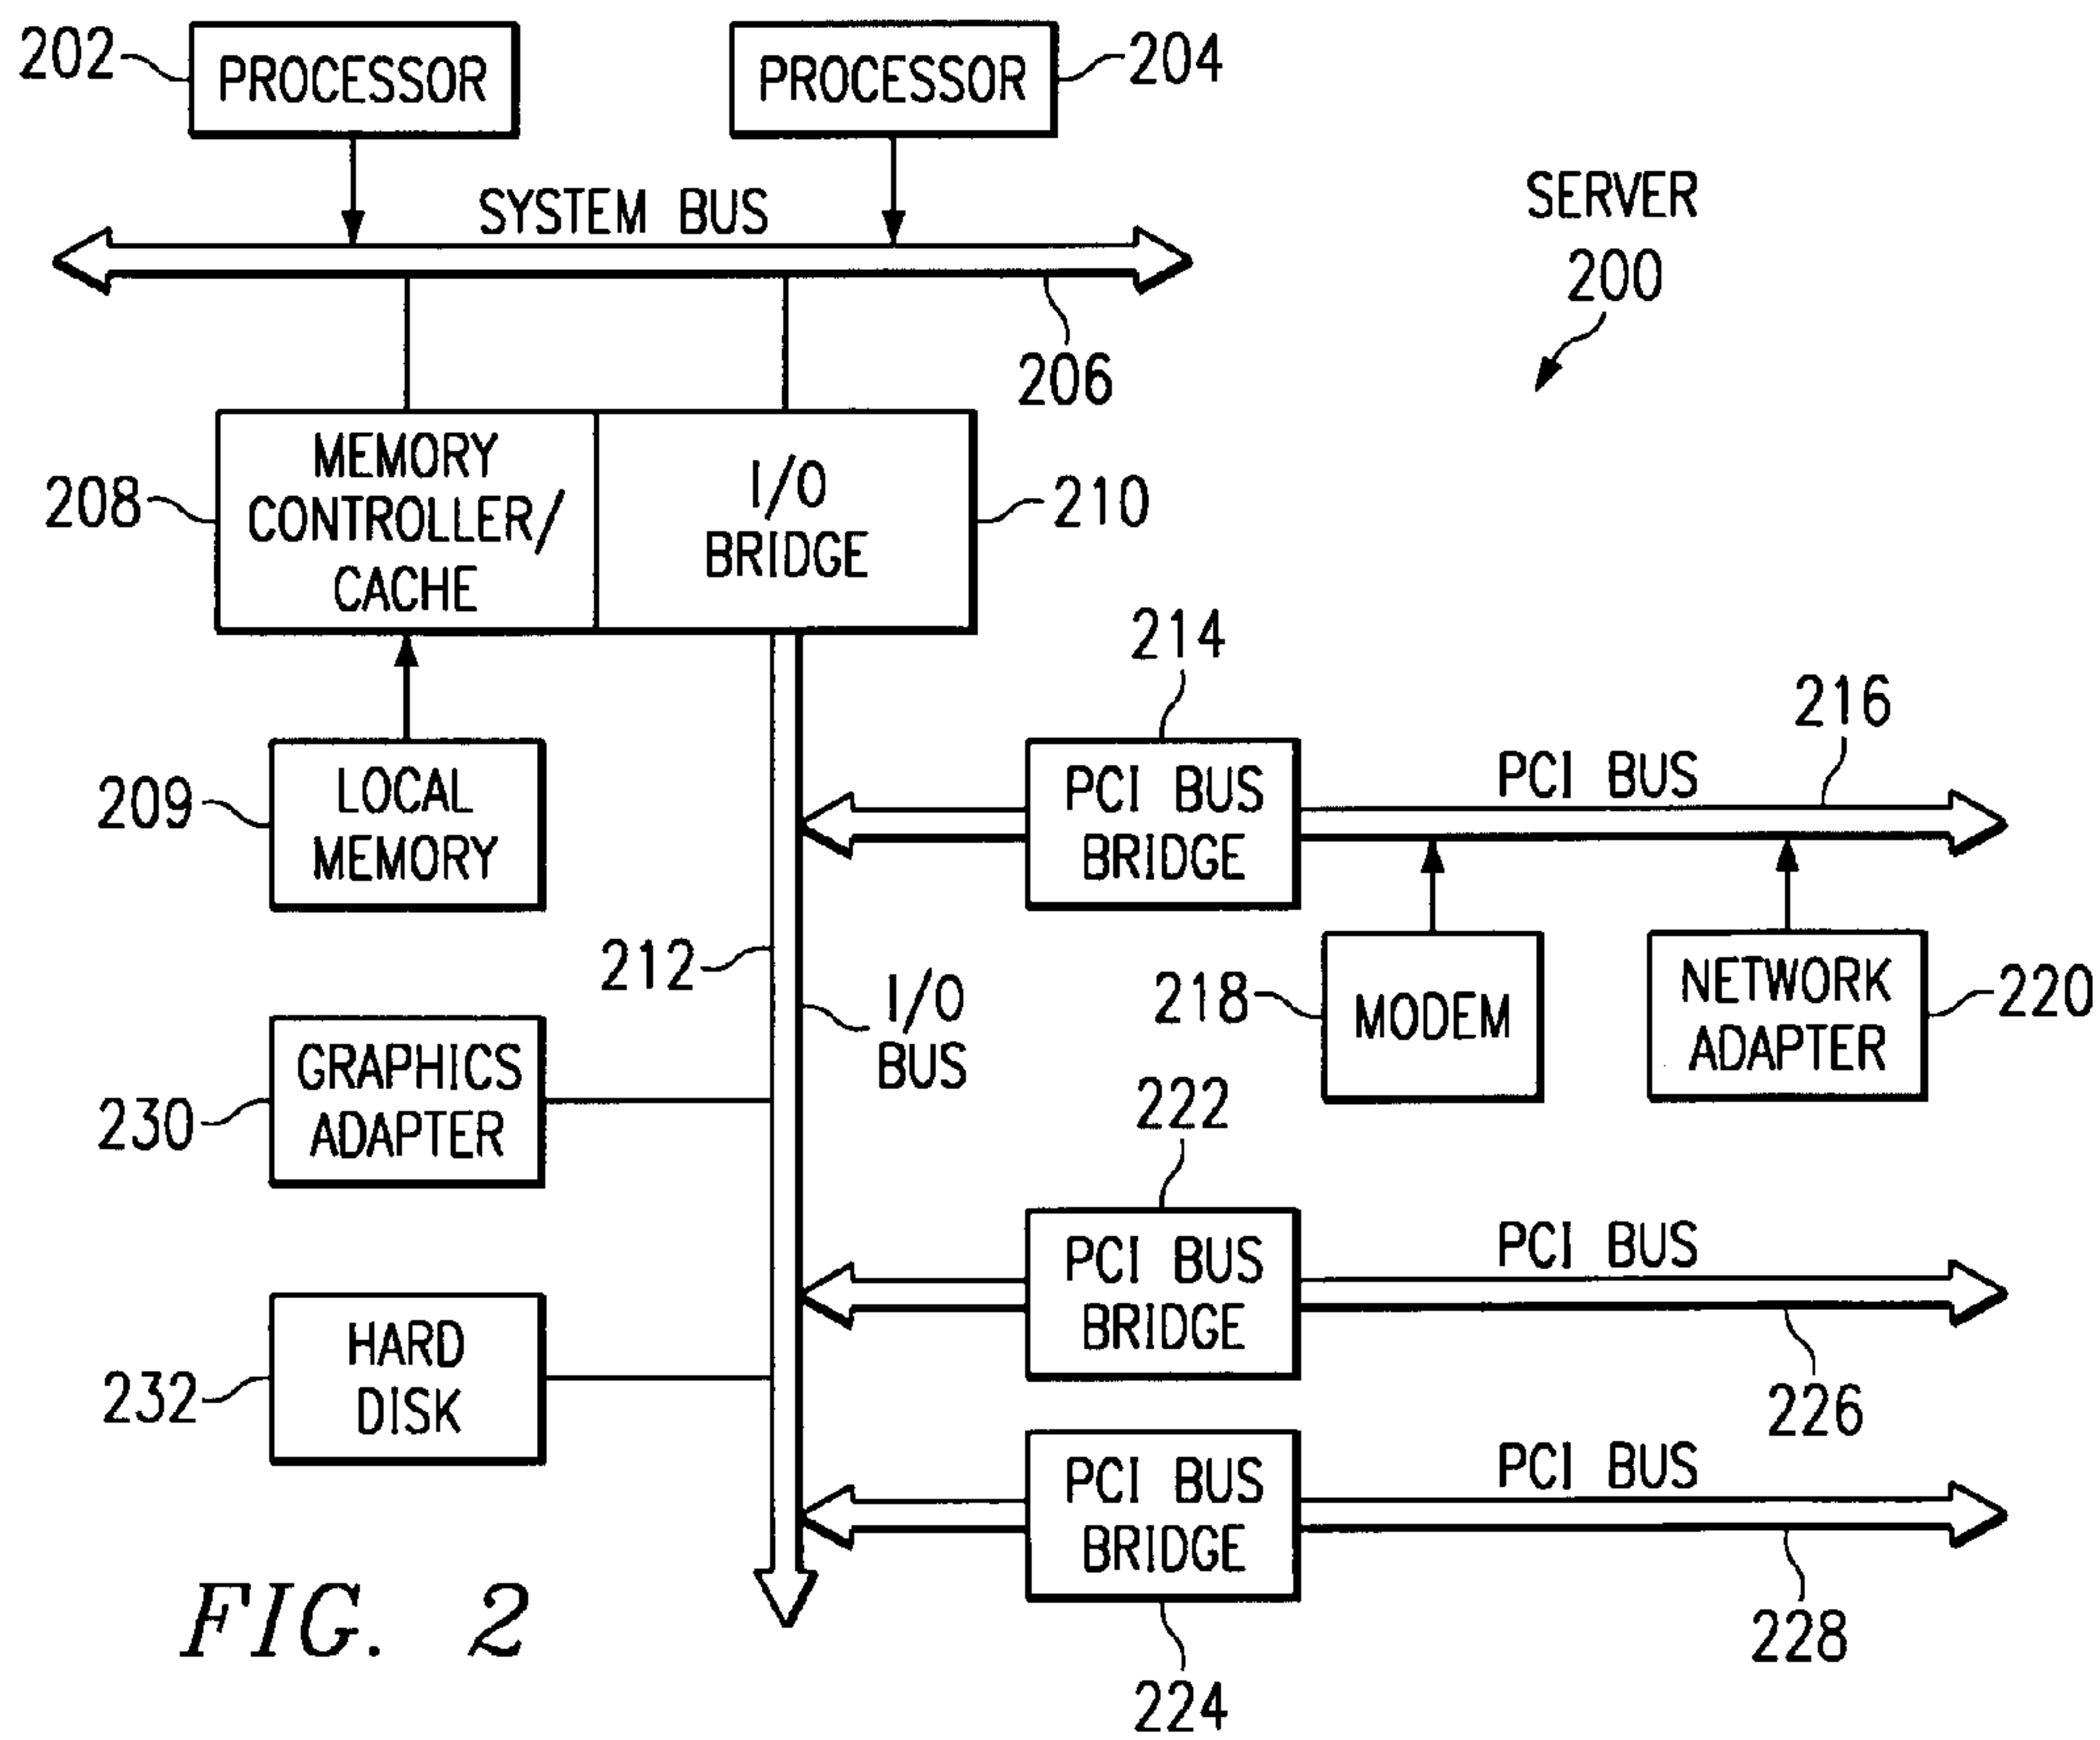 202
PROCESSOR
PROCESSOR
204
SYSTEM BUS
SERVER
200
206
208
MEMORY
CONTROLLER/
CACHE
I/O
BRIDGE
210
214
216
209
LOCAL
MEMORY
PCI BUS
BRIDGE
PCI BUS
212
I/O
BUS
218
MODEM
NETWORK
ADAPTER
220
230
GRAPHICS
ADAPTER
222
PCI BUS
BRIDGE
PCI BUS
226
232
HARD
DISK
PCI BUS
BRIDGE
PCI BUS
228
224
FIG. 2